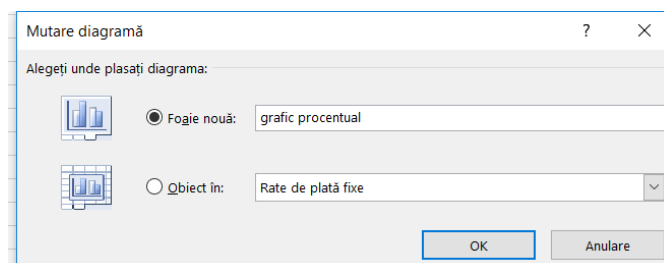 Mutare diagramă
?
Alegeți unde plasați diagrama:
Foaie nouă: grafic procentual
Obiect în: Rate de plată fixe
OK Anulare